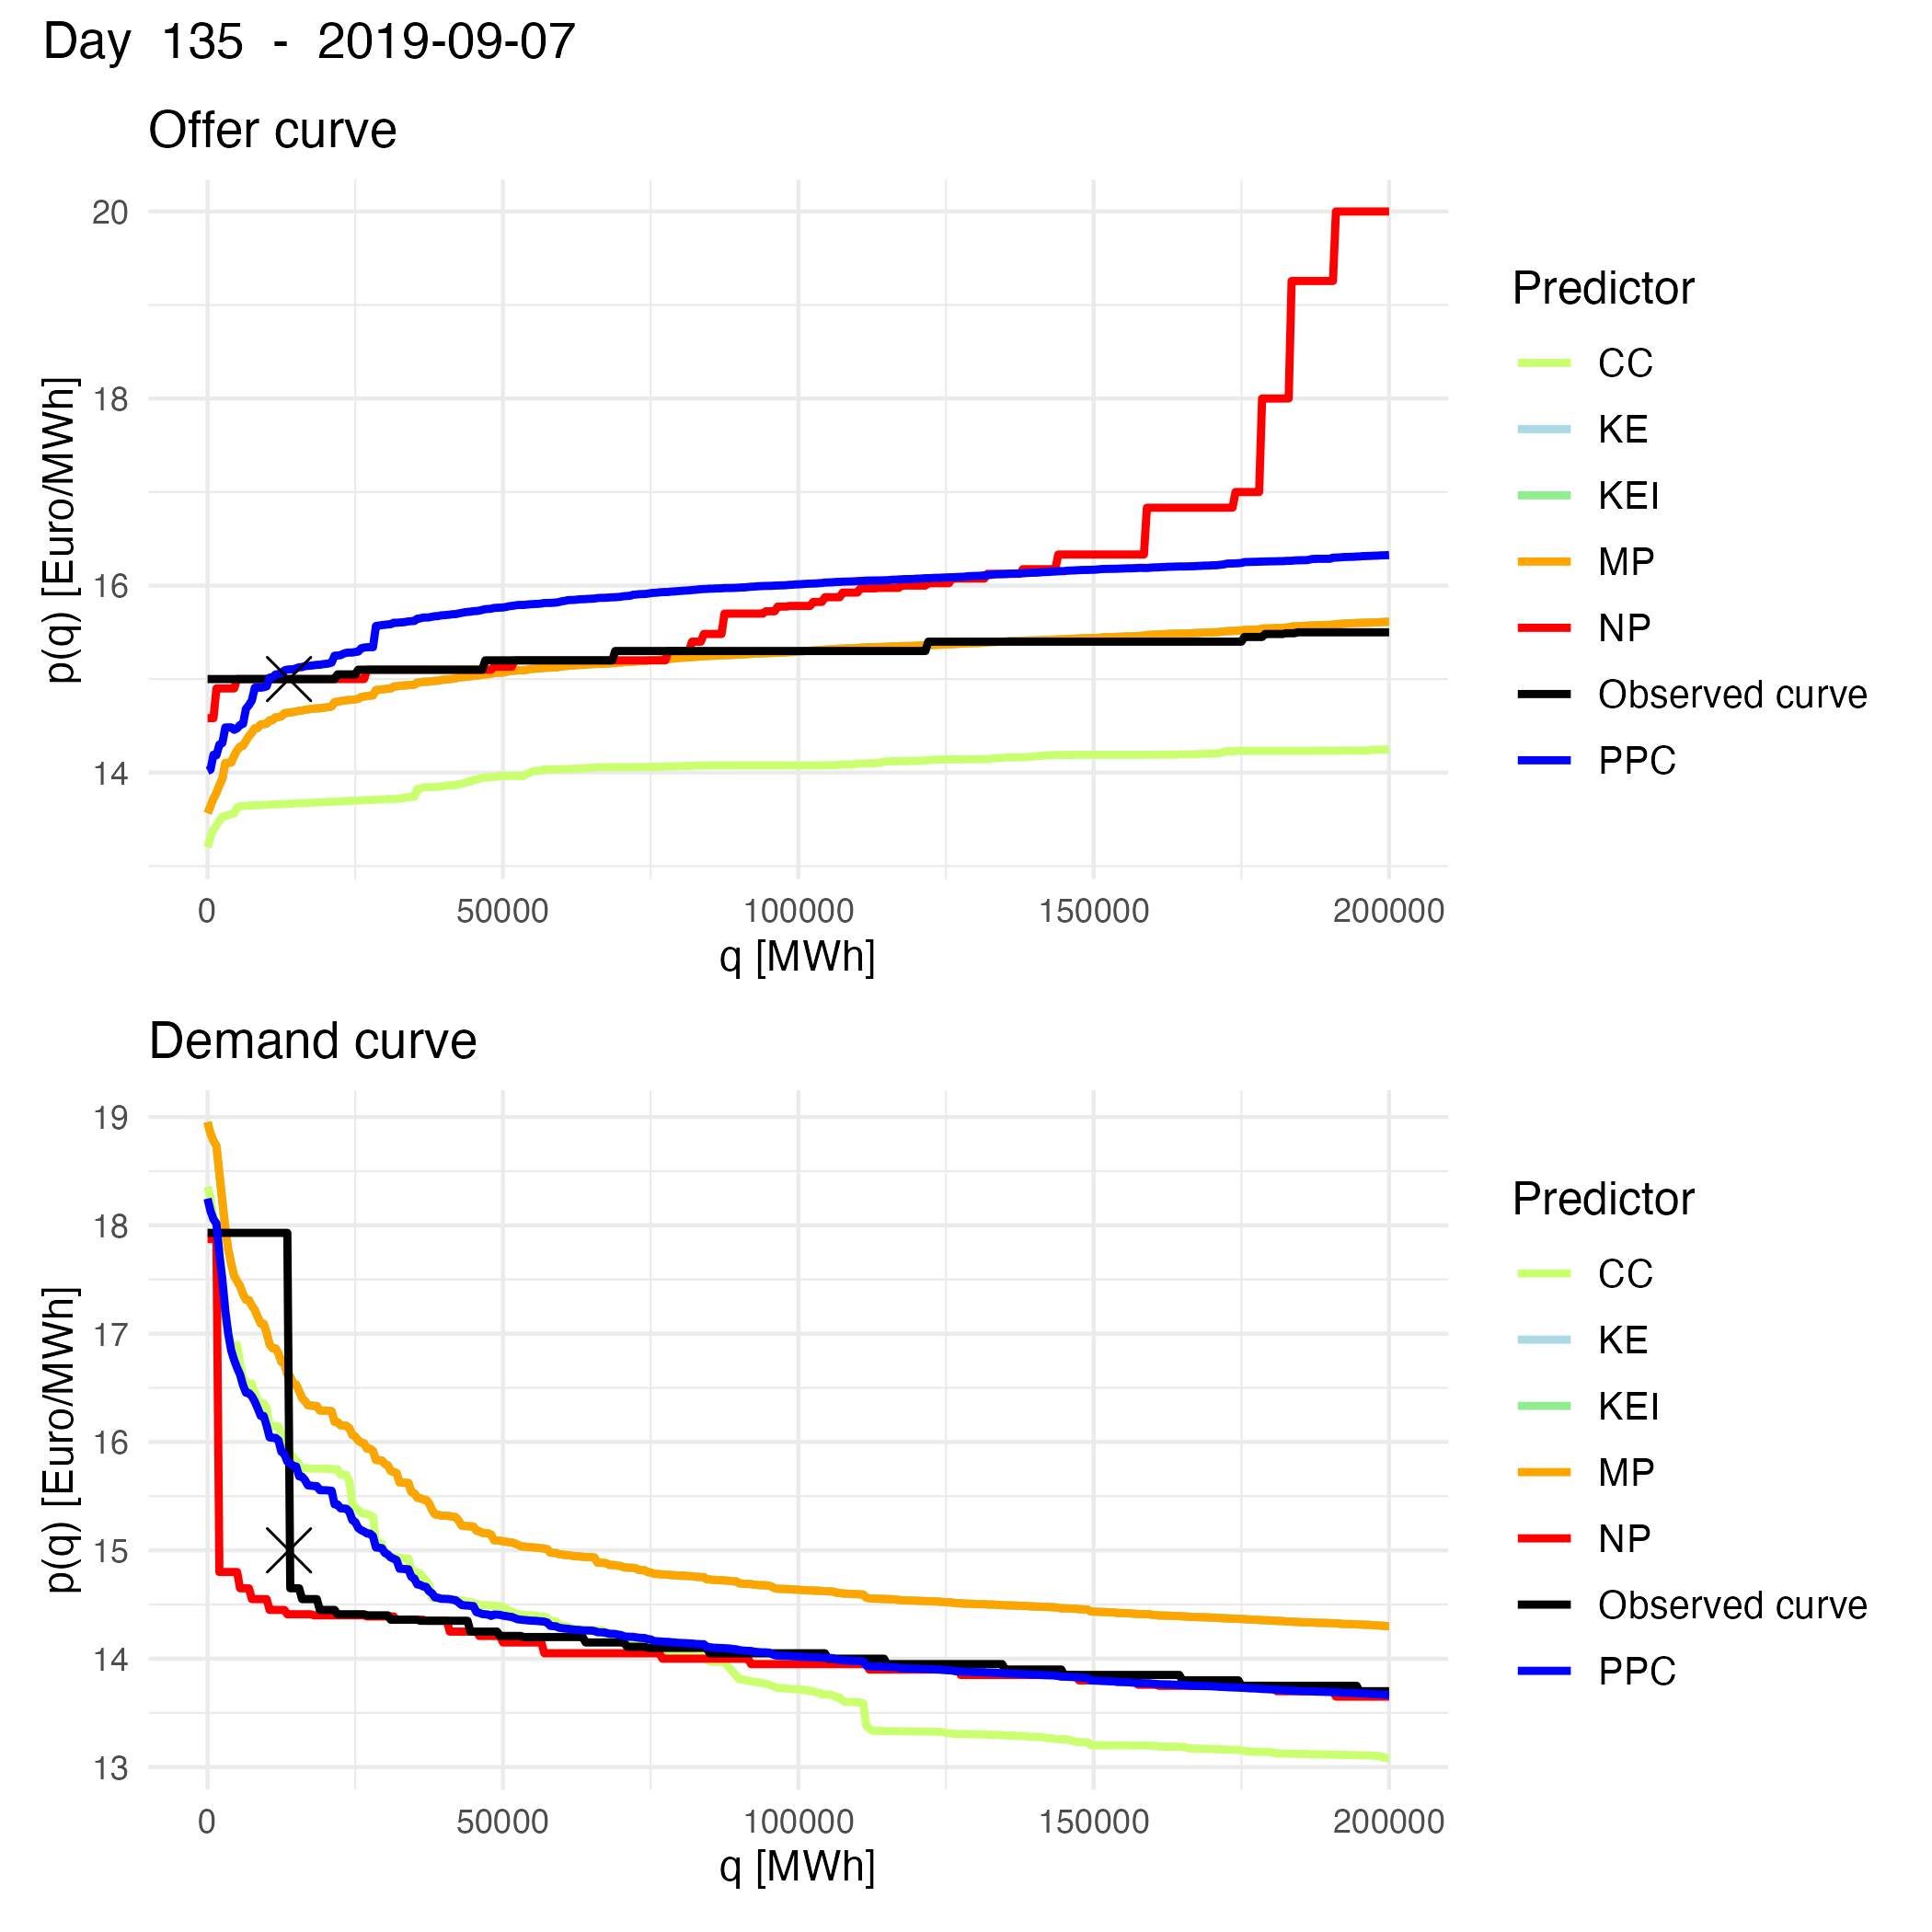 Day 135 - 2019-09-07
Offer curve
20
18
16
14
p(q) [Euro/MWh]
0 50000 100000 150000 200000
q [MWh]
Predictor
CC
KE
KEI
MP
NP
Observed curve
PPC
Demand curve
19
18
17
16
15
14
13
p(q) [Euro/MWh]
0 50000 100000 150000 200000
q [MWh]
Predictor
CC
KE
KEI
MP
NP
Observed curve
PPC